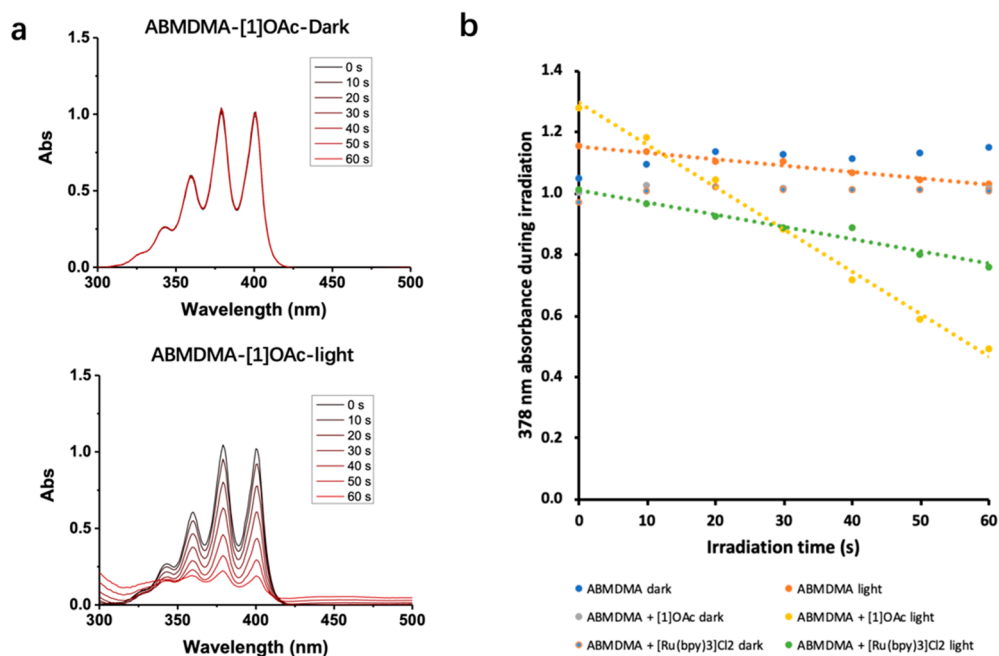 a
ABMDMA-[1]OAc-Dark
1.5
1.0
0.5
0.0
Abs
0 s
10 s
20 s
30 s
40 s
50 s
60 s
300 350 400 450 500
Wavelength (nm)
ABMDMA-[1]OAc-light
1.5
1.0
0.5
0.0
Abs
0 s
10 s
20 s
30 s
40 s
50 s
60 s
300 350 400 450 500
Wavelength (nm)
b
1.4
1.2
1.0
0.8
0.6
0.4
0.2
0.0
378 nm absorbance during irradiation
0 10 20 30 40 50 60
Irradiation time (s)
ABMDMA dark
ABMDMA light
ABMDMA + [1]OAc dark
ABMDMA + [1]OAc light
ABMDMA + [Ru(bpy)3]Cl2 dark
ABMDMA + [Ru(bpy)3]Cl2 light